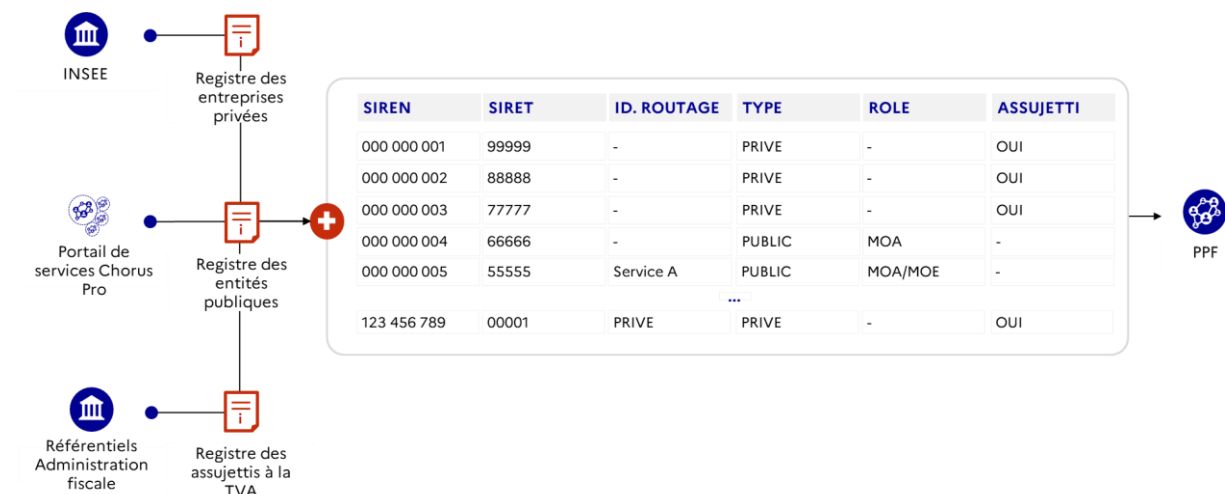 INSEE
Registre des
entreprises
privées
SIREN SIRET ID. ROUTAGE TYPE ROLE ASSUJETTI
000 000 001 99999 - PRIVE - OUI
000 000 002 88888 - PRIVE - OUI
000 000 003 77777 - PRIVE - OUI
000 000 004 66666 - PUBLIC MOA -
000 000 005 55555 Service A PUBLIC MOA/MOE -
...
123 456 789 00001 PRIVE PRIVE - OUI
Portail de
services Chorus
Pro
Registre des
entités
publiques
PPF
Référentiels
Administration
fiscale
Registre des
assujettis à la
TVA